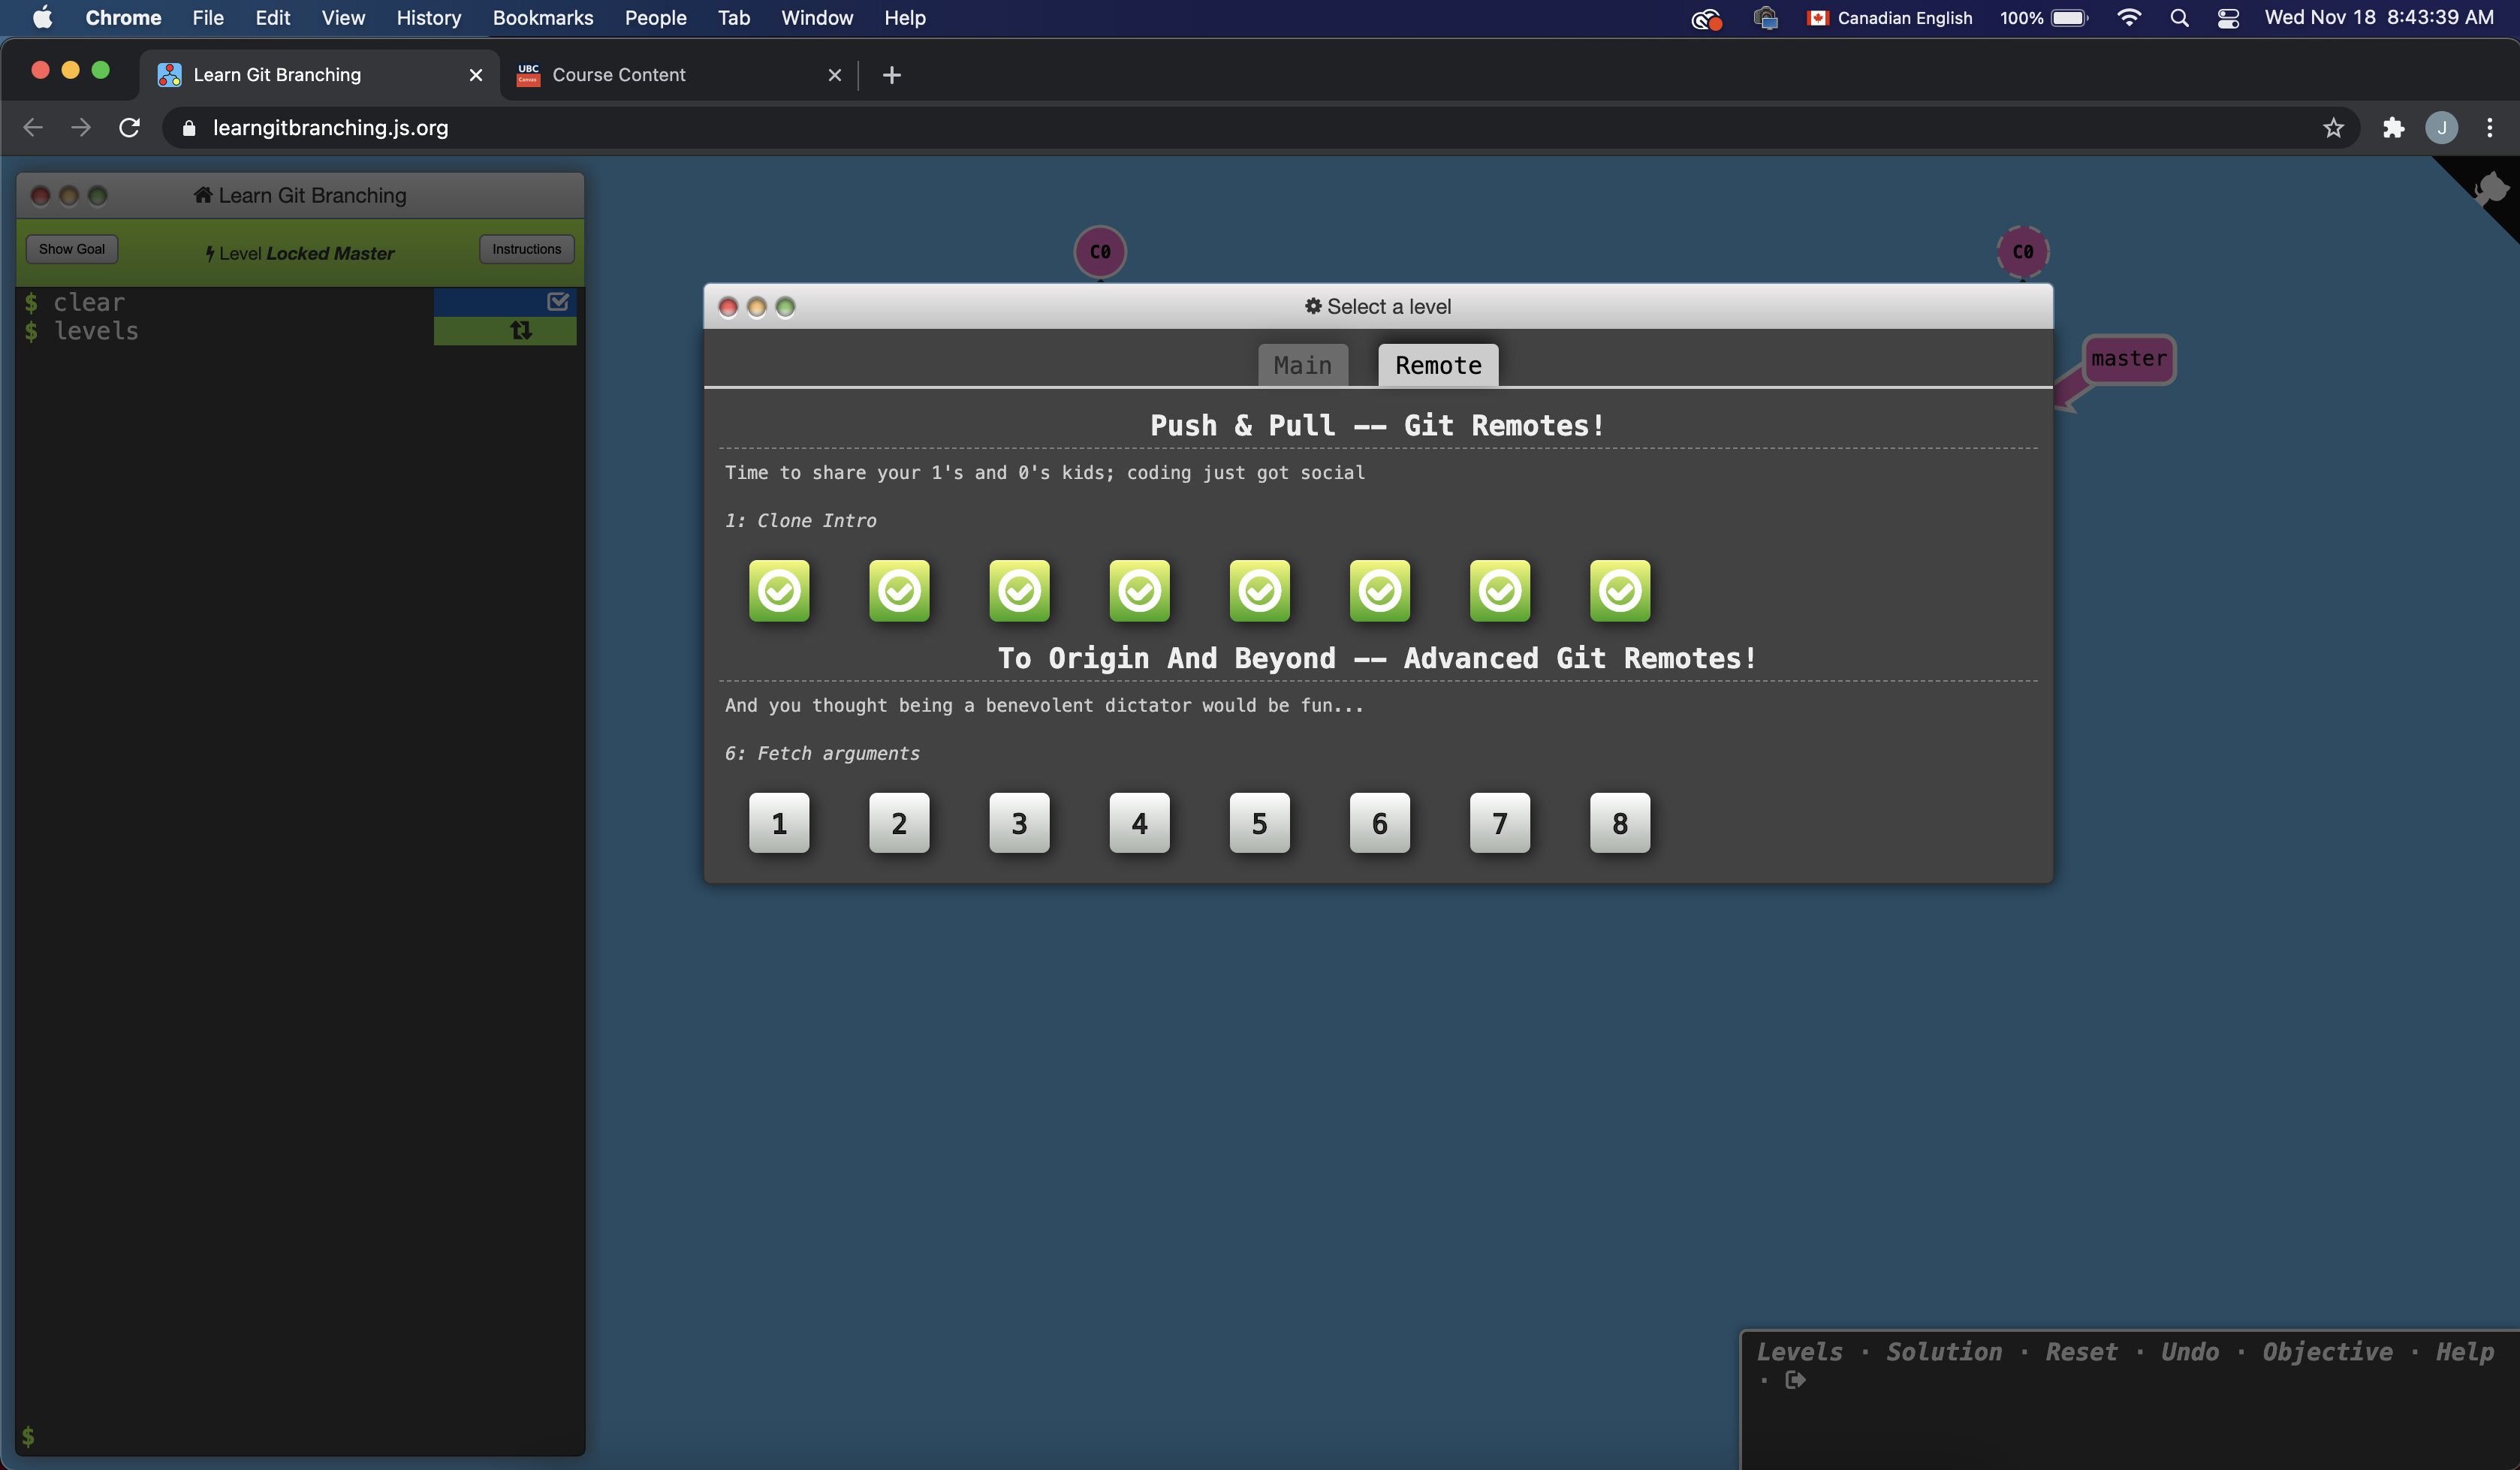 Chrome File Edit View History Bookmarks People Tab Window Help Canadian English 100% Wed Nov 18 8:43:39 AM
Learn Git Branching UBC Canvas Course Content
learngitbranching.js.org J
Learn Git Branching
Show Goal Level Locked Master Instructions
$ clear
$ levels
$
C0 C0
master
Select a level
Main Remote
Push & Pull -- Git Remotes!
Time to share your 1's and 0's kids; coding just got social
1: Clone Intro
To Origin And Beyond -- Advanced Git Remotes!
And you thought being a benevolent dictator would be fun...
6: Fetch arguments
1 2 3 4 5 6 7 8
Levels · Solution · Reset · Undo · Objective · Help
·